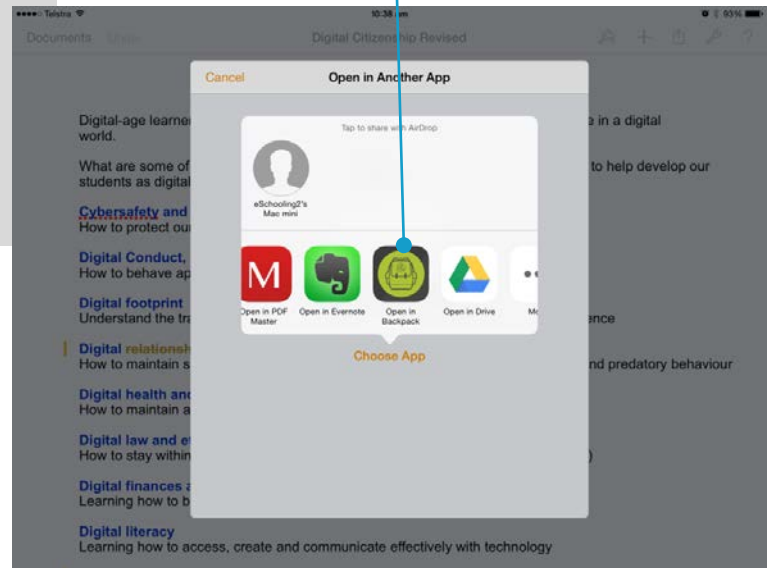 Telstra
10:38 am
93%
Documents
Undo
Digital Citizenship Revised
?
Cancel
Open in Another App
Digital-age learne
e in a digital
world.
Tap to share with AirDrop
What are some of
to help develop our
students as digital
eSchooling2's
Mac mini
Cybersafety and
How to protect ou
Digital Conduct,
How to behave ap
M
Open in PDF
Master
Open in Evernote
Open in
Backpack
Open in Drive
Mo
Digital footprint
Understand the tra
ence
Choose App
Digital relationsh
How to maintain s
nd predatory behaviour
Digital health and
How to maintain a
Digital law and et
How to stay within
)
Digital finances a
Learning how to b
Digital literacy
Learning how to access, create and communicate effectively with technology